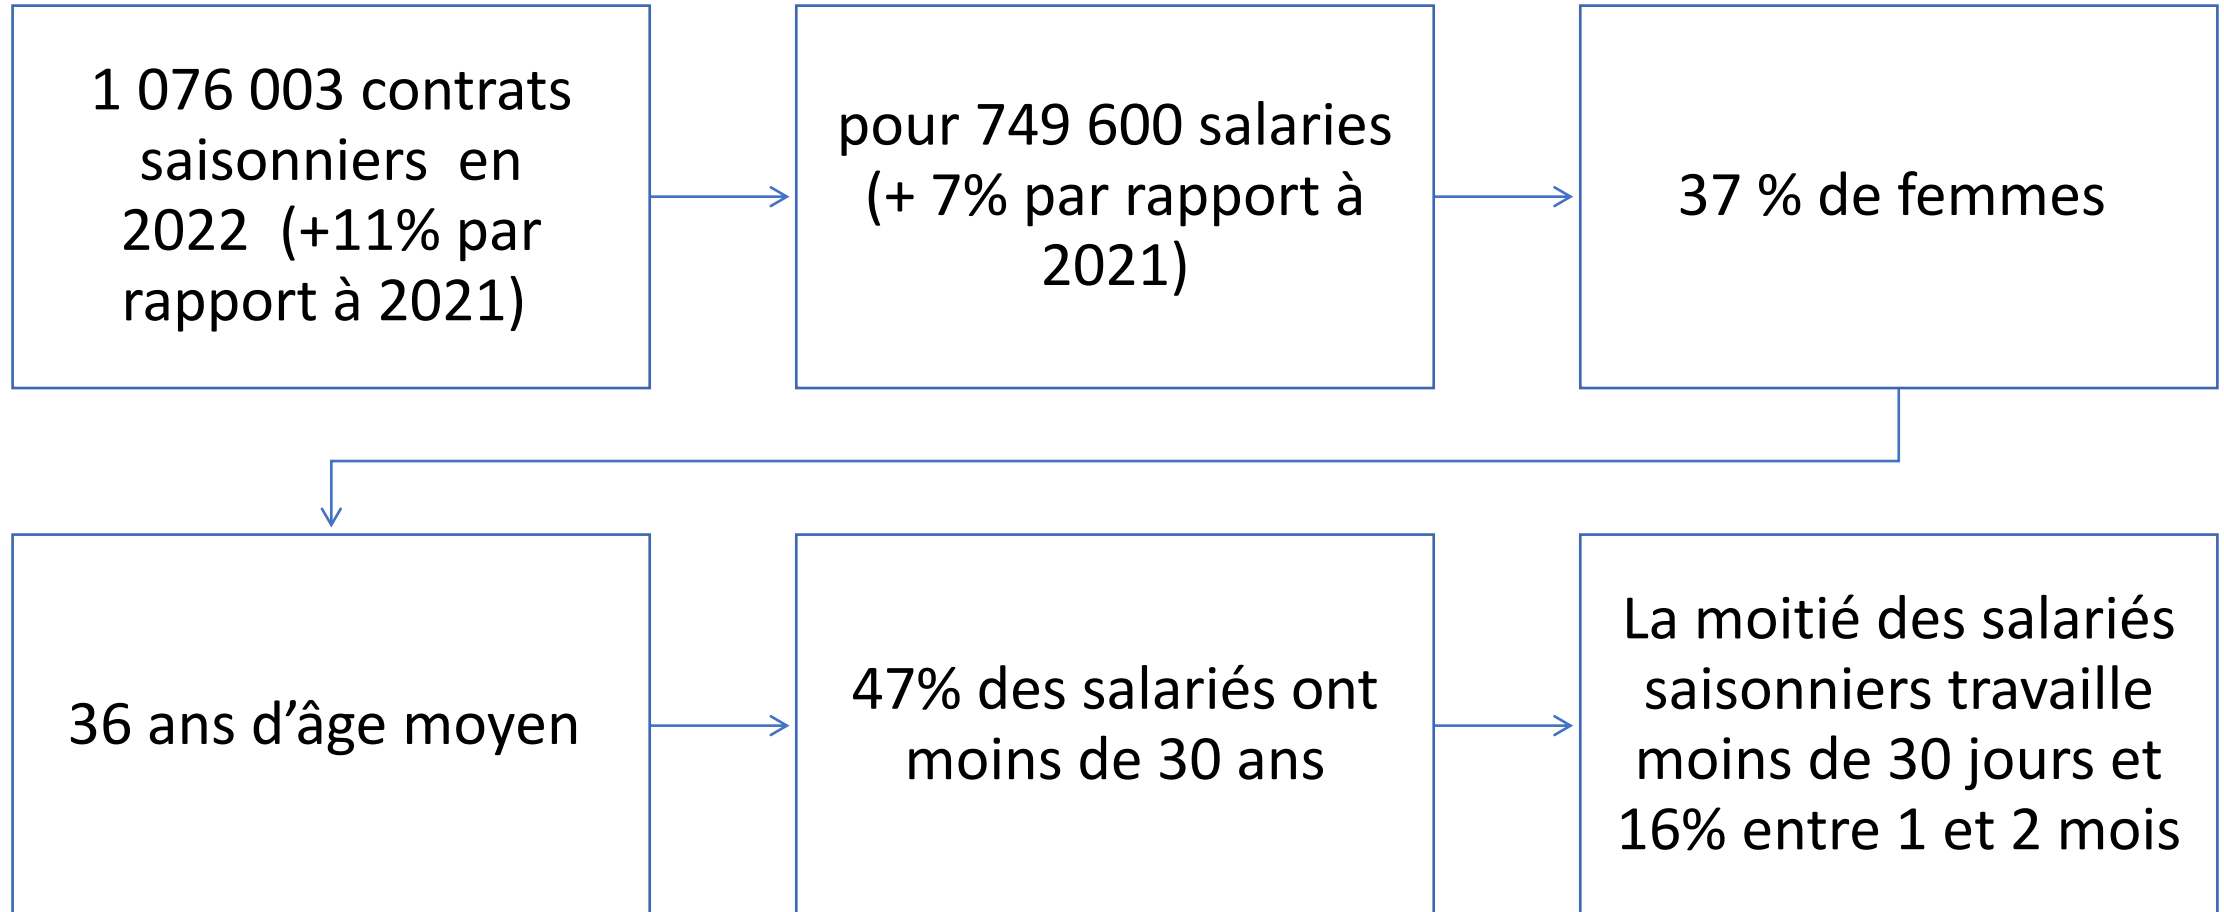 1 076 003 contrats
saisonniers  en
2022  (+11% par
rapport à 2021)
pour 749 600 salaries
(+ 7% par rapport à
2021)
37 % de femmes
36 ans d’âge moyen
47% des salariés ont
moins de 30 ans
La moitié des salariés
saisonniers travaille
moins de 30 jours et
16% entre 1 et 2 mois